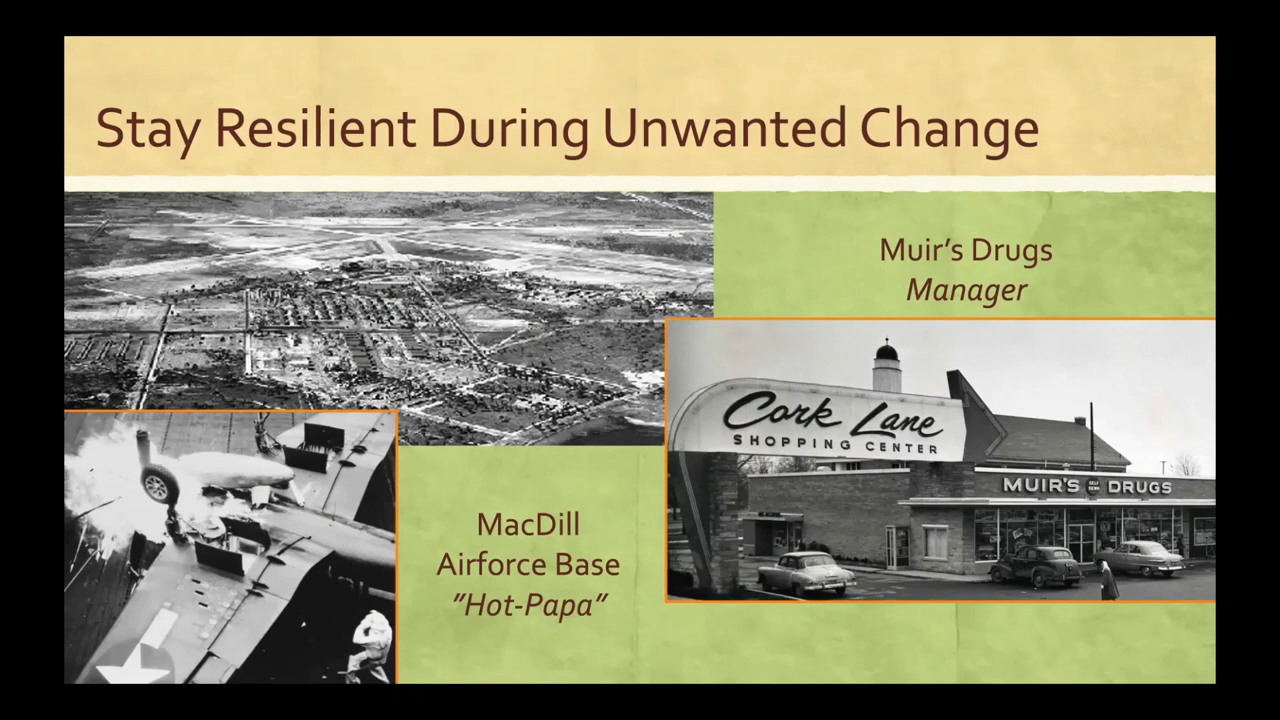 Stay Resilient During Unwanted Change
Muir’s Drugs
Manager
Cork Lane
SHOPPING CENTER
MUIR'S DRUGS
MacDill
Airforce Base
“Hot-Papa”